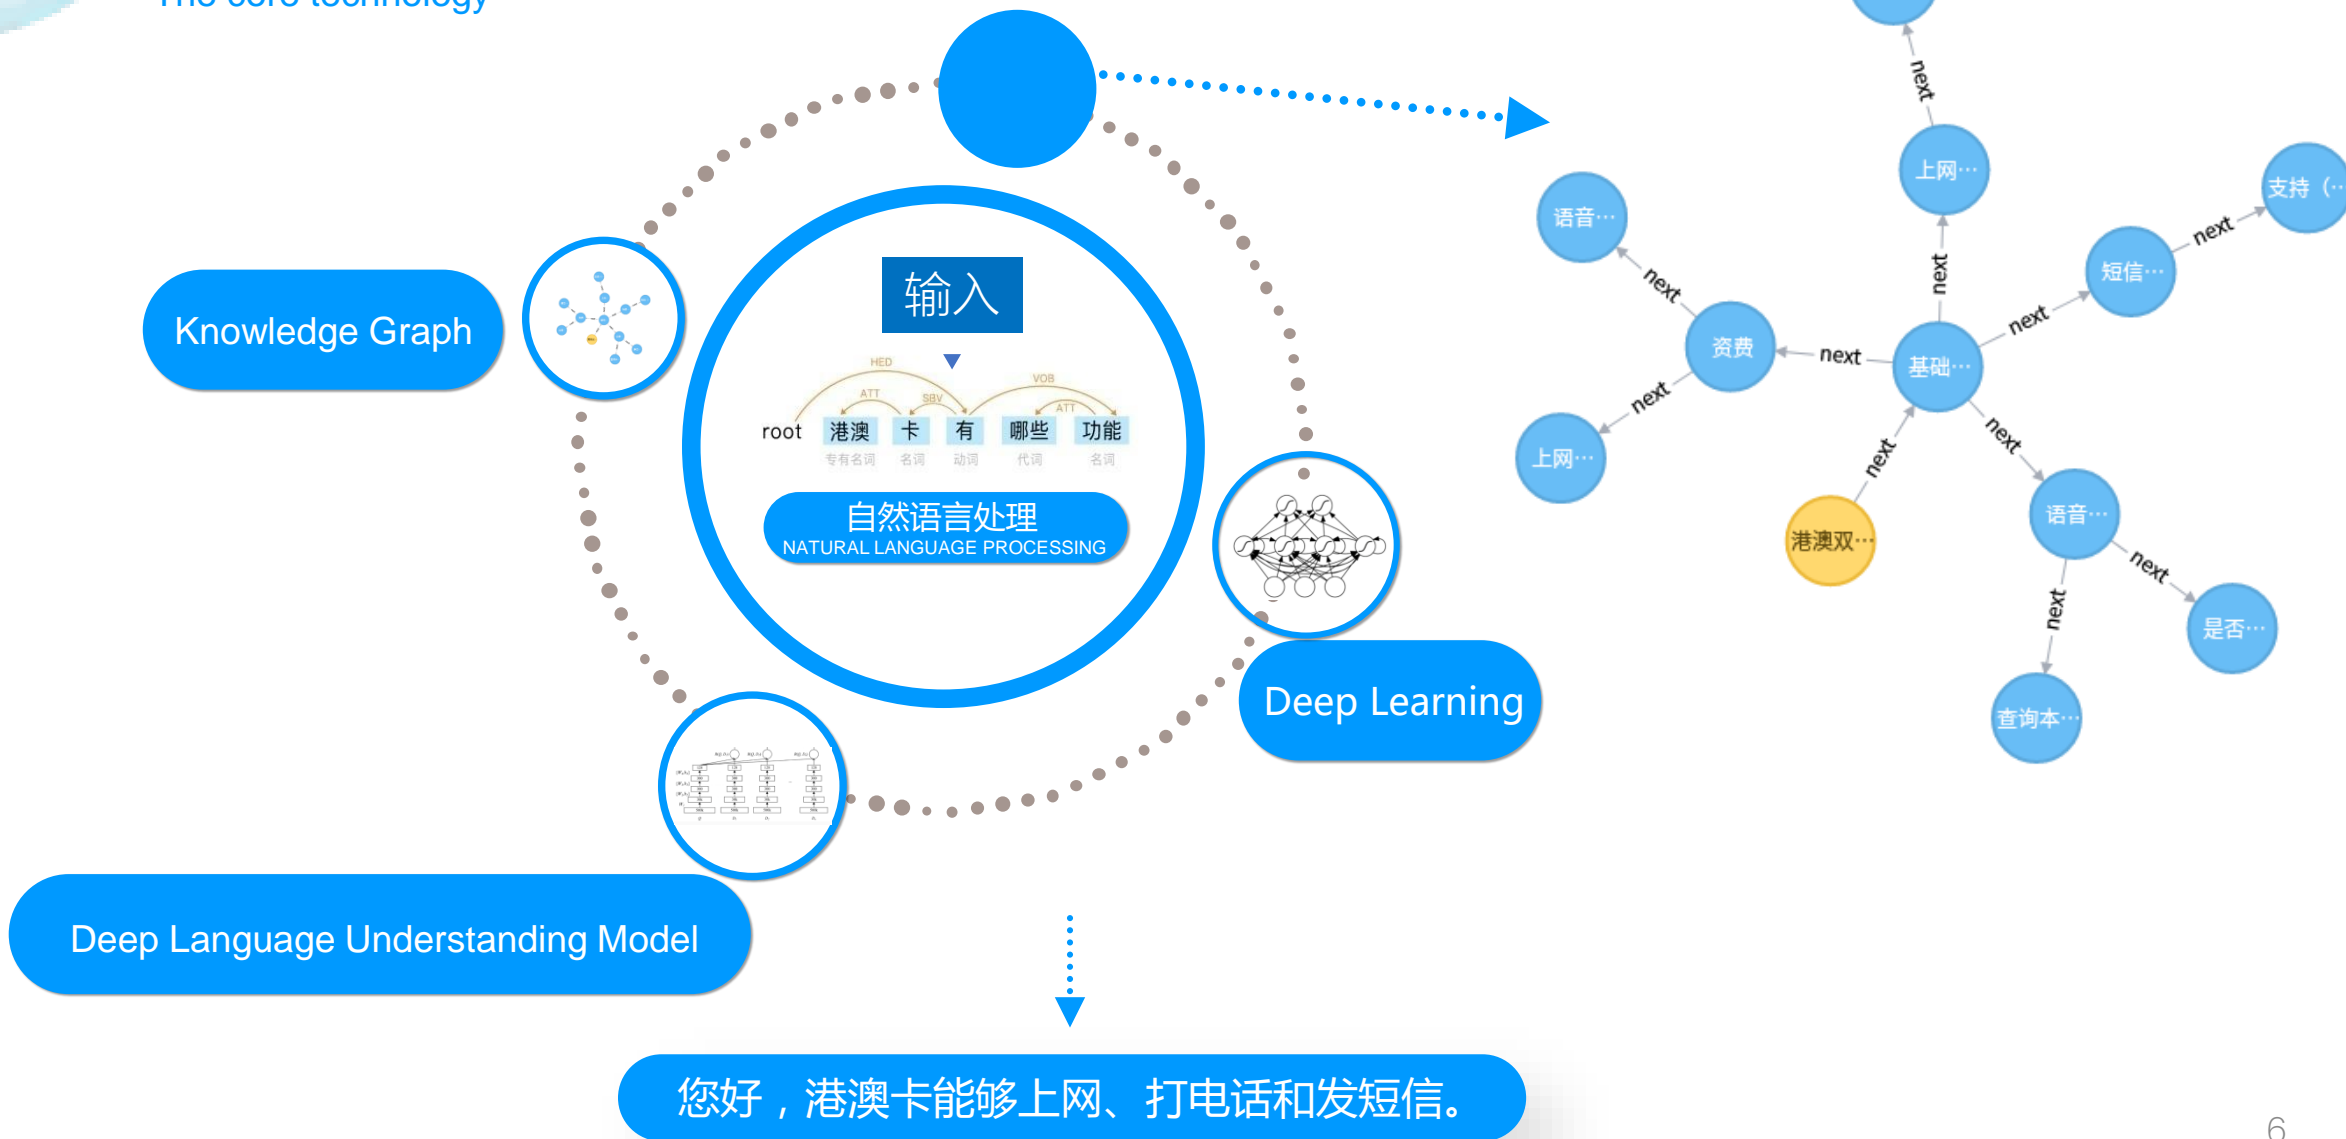 The core technology
next
上网…
支持（…
语音…
next
短信…
next
next
next
Knowledge Graph
输入
资费
next
基础…
HED
VOB
ATT
SBV
ATT
root 港澳 卡 有 哪些 功能
专有名词 名词 动词 代词 名词
next
next
上网…
next
自然语言处理
NATURAL LANGUAGE PROCESSING
港澳双…
语音…
next
next
是否…
Deep Learning
查询本…
Deep Language Understanding Model
您好，港澳卡能够上网、打电话和发短信。
6